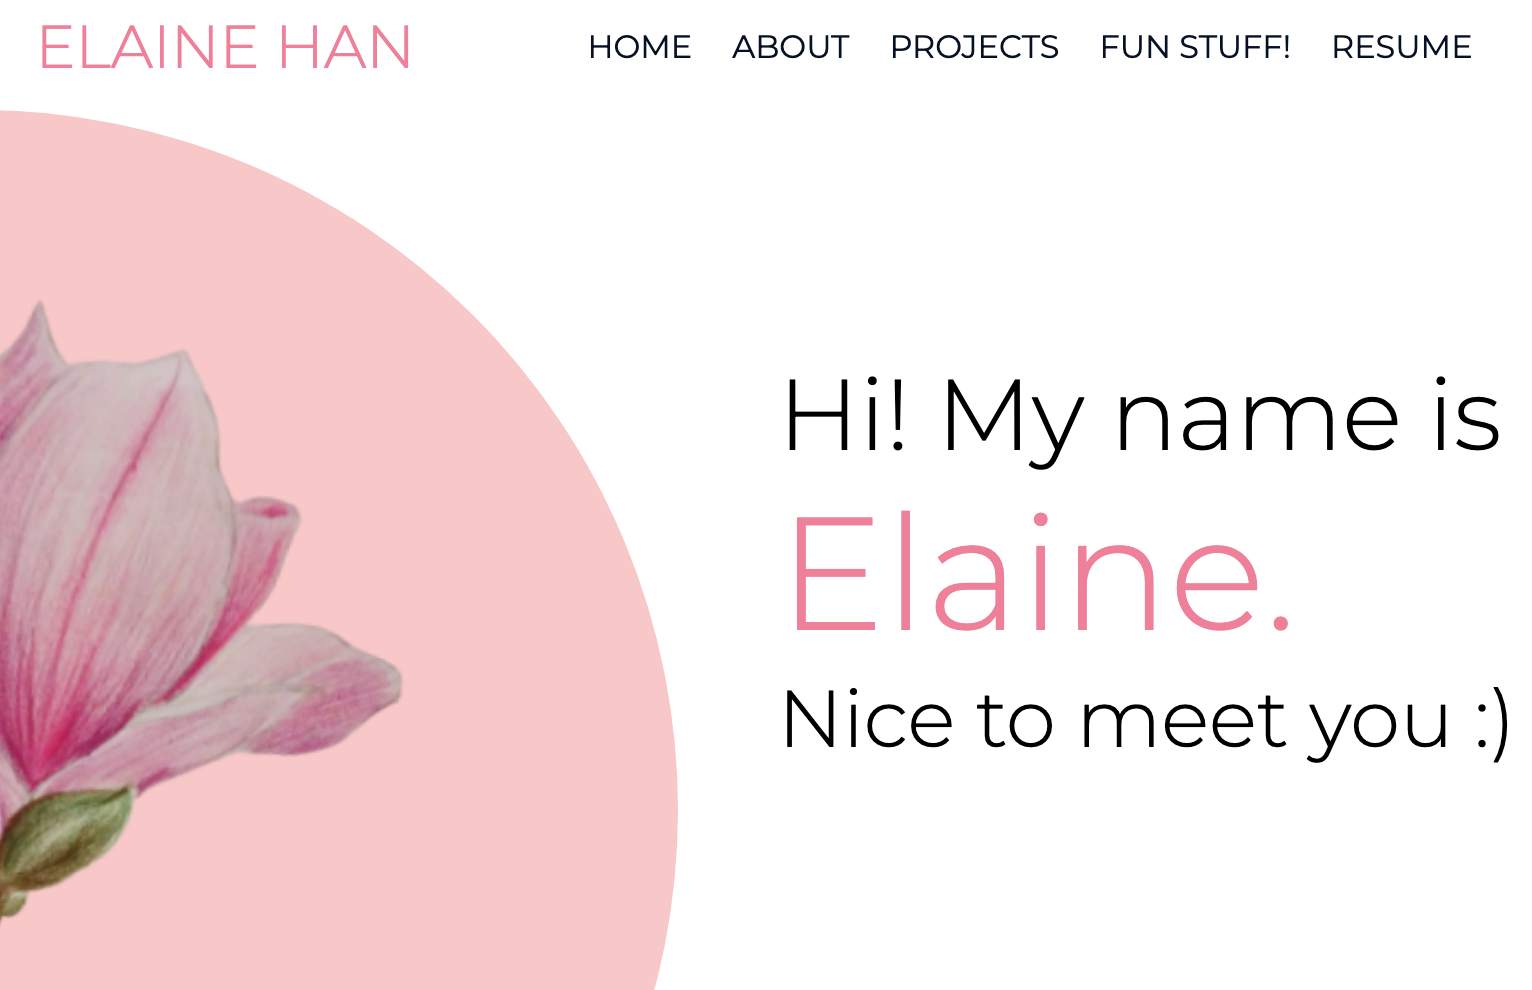 ELAINE HAN
HOME ABOUT PROJECTS FUN STUFF! RESUME
Hi! My name is
Elaine.
Nice to meet you :)